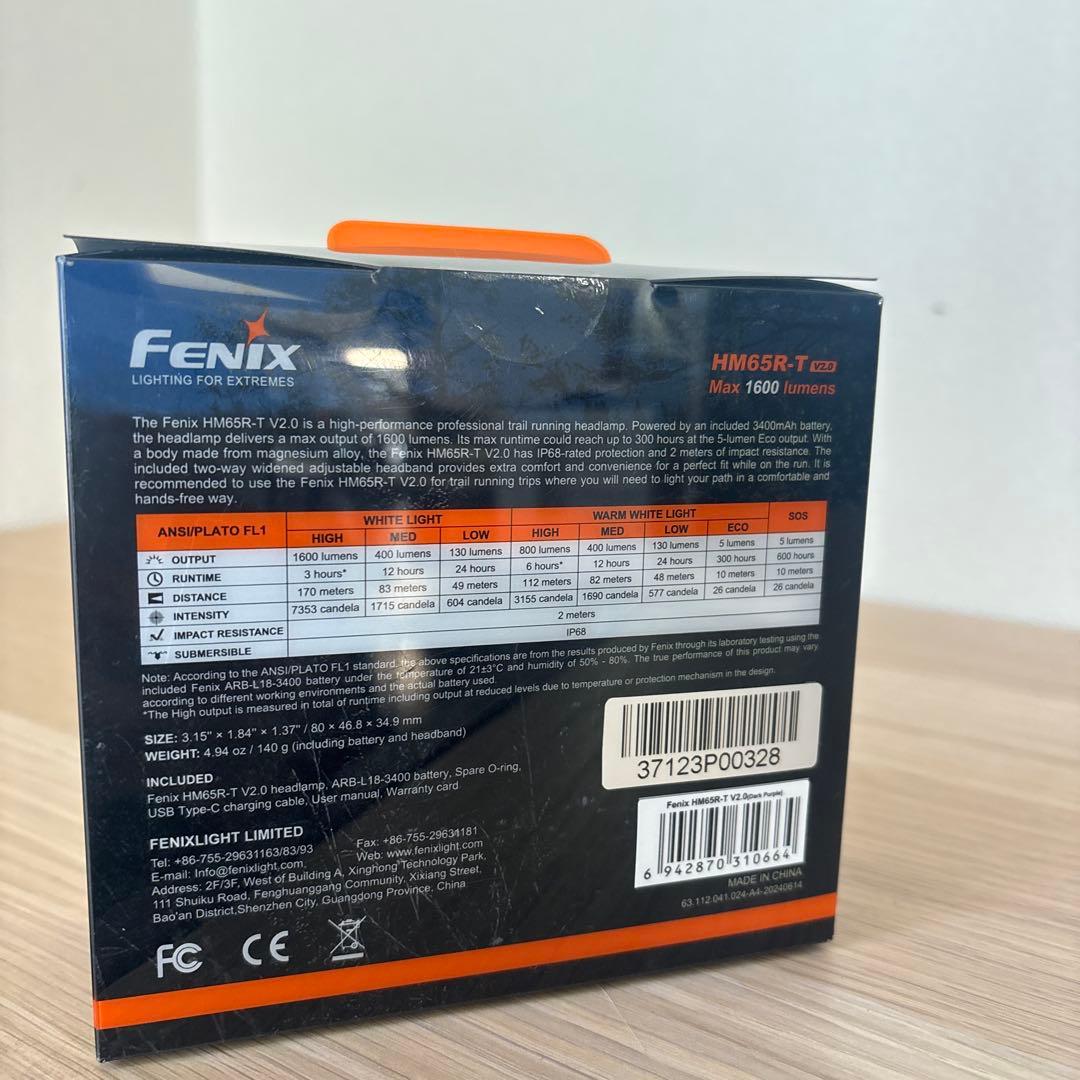 FENIX
LIGHTING FOR EXTREMES
HM65R-T V2.0
Max 1600 lumens
The Fenix HM65R-T V2.0 is a high-performance professional trail running headlamp. Powered by an included 3400mAh battery,
the headlamp delivers a max output of 1600 lumens. Its max runtime could reach up to 300 hours at the 5-lumen Eco output. With
a body made from magnesium alloy, the Fenix HM65R-T V2.0 has IP68-rated protection and 2 meters of impact resistance. The
included two-way widened adjustable headband provides extra comfort and convenience for a perfect fit while on the run. It is
recommended to use the Fenix HM65R-T V2.0 for trail running trips where you will need to light your path in a comfortable and
hands-free way.
ANSI/PLATO FL1 WHITE LIGHT WARM WHITE LIGHT SOS
HIGH MED LOW HIGH MED LOW ECO
OUTPUT 1600 lumens 400 lumens 130 lumens 800 lumens 400 lumens 130 lumens 5 lumens 5 lumens
RUNTIME 3 hours* 12 hours 24 hours 6 hours* 12 hours 24 hours 300 hours 600 hours
DISTANCE 170 meters 83 meters 49 meters 112 meters 82 meters 48 meters 10 meters 10 meters
INTENSITY 7353 candela 1715 candela 604 candela 3155 candela 1690 candela 577 candela 26 candela 26 candela
IMPACT RESISTANCE 2 meters
SUBMERSIBLE IP68
Note: According to the ANSI/PLATO FL1 standard, the above specifications are from the results produced by Fenix through its laboratory testing using the
included Fenix ARB-L18-3400 battery under the temperature of 21±3°C and humidity of 50% - 80%. The true performance of this product may vary
according to different working environments and the actual battery used.
*The High output is measured in total of runtime including output at reduced levels due to temperature or protection mechanism in the design.
SIZE: 3.15" × 1.84" × 1.37" / 80 × 46.8 × 34.9 mm
WEIGHT: 4.94 oz / 140 g (including battery and headband)
INCLUDED
Fenix HM65R-T V2.0 headlamp, ARB-L18-3400 battery, Spare O-ring,
USB Type-C charging cable, User manual, Warranty card
37123P00328
Fenix HM65R-T V2.0(Dark Purple)
6 942870 310664
MADE IN CHINA
63.112.041.024-A4-20240614
FENIXLIGHT LIMITED
Tel: +86-755-29631163/83/93 Fax: +86-755-29631181
E-mail: Info@fenixlight.com, Web: www.fenixlight.com
Address: 2F/3F, West of Building A, Xinghong Technology Park,
111 Shuiku Road, Fenghuanggang Community, Xixiang Street,
Bao'an District,Shenzhen City, Guangdong Province, China
FC CE